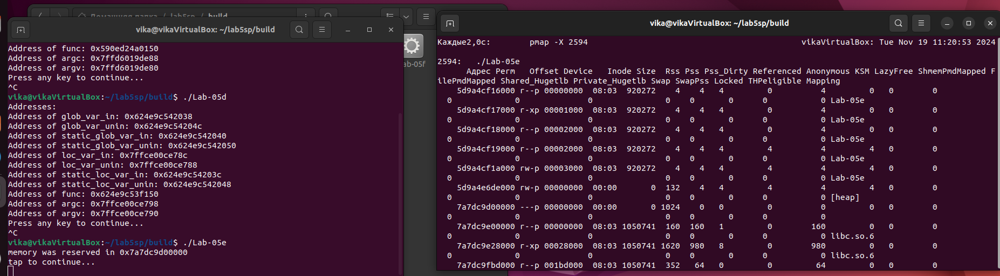 Домашняя папка / lab5sp / build
vika@vikaVirtualBox: ~/lab5sp/build
Address of func: 0x590ed24a0150
Address of argc: 0x7ffd6019de88
Address of argv: 0x7ffd6019de80
Press any key to continue...
^C
vika@vikaVirtualBox:~/lab5sp/build$ ./Lab-05d
Addresses:
Address of glob_var_in: 0x624e9c542038
Address of glob_var_unin: 0x624e9c54204c
Address of static_glob_var_in: 0x624e9c542040
Address of static_glob_var_unin: 0x624e9c542050
Address of loc_var_in: 0x7ffce00ce78c
Address of loc_var_unin: 0x7ffce00ce788
Address of static_loc_var_in: 0x624e9c54203c
Address of static_loc_var_unin: 0x624e9c542048
Address of func: 0x624e9c53f150
Address of argc: 0x7ffce00ce798
Address of argv: 0x7ffce00ce790
Press any key to continue...
^C
vika@vikaVirtualBox:~/lab5sp/build$ ./Lab-05e
memory was reserved in 0x7a7dc9d00000
tap to continue...
ab-05f
vika@vikaVirtualBox: ~/lab5sp/build
Каждые2,0с: pmap -X 2594 vikaVirtualBox: Tue Nov 19 11:20:53 2024
2594: ./Lab-05e
Адрес Perm Offset Device Inode Size Rss Pss Pss_Dirty Referenced Anonymous KSM LazyFree ShmemPmdMapped F
ilePmdMapped Shared_Hugetlb Private_Hugetlb Swap SwapPss Locked THPeligible Mapping
5d9a4cf16000 r--p 00000000 08:03 920272 4 4 4 0 4 0 0 0
0 0 0 0 0 0 0 0 Lab-05e
5d9a4cf17000 r-xp 00001000 08:03 920272 4 4 4 0 4 0 0 0
0 0 0 0 0 0 0 0 Lab-05e
5d9a4cf18000 r--p 00002000 08:03 920272 4 4 4 0 4 0 0 0
0 0 0 0 0 0 0 0 Lab-05e
5d9a4cf19000 r--p 00002000 08:03 920272 4 4 4 4 4 4 0 0
0 0 0 0 0 0 0 0 Lab-05e
5d9a4cf1a000 rw-p 00003000 08:03 920272 4 4 4 4 4 4 0 0
0 0 0 0 0 0 0 0 Lab-05e
5d9a4e6de000 rw-p 00000000 00:00 0 132 4 4 4 4 4 0 0
0 0 0 0 0 0 0 0 [heap]
7a7dc9d00000 ---p 00000000 00:00 0 1024 0 0 0 0 0 0 0
0 0 0 0 0 0 0 0
7a7dc9e00000 r--p 00000000 08:03 1050741 160 160 1 0 160 0 0 0
0 0 0 0 0 0 0 0 libc.so.6
7a7dc9e28000 r-xp 00028000 08:03 1050741 1620 980 8 0 980 0 0 0
0 0 0 0 0 0 0 0 libc.so.6
7a7dc9fbd000 r--p 001bd000 08:03 1050741 352 64 0 0 64 0 0 0